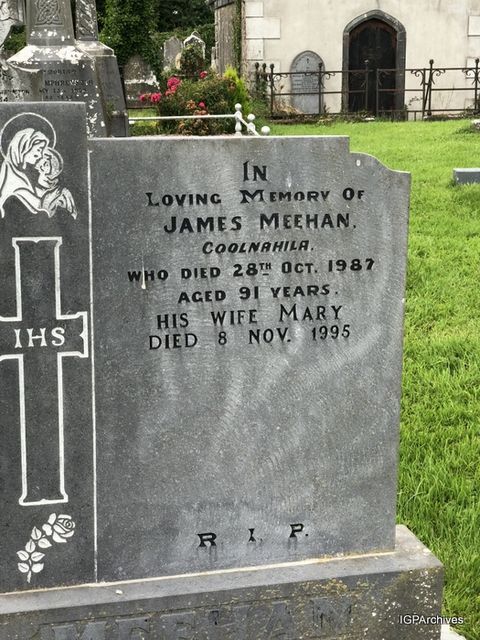 IHS
IN
LOVING MEMORY OF
JAMES MEEHAN,
COOLNAHILA.
WHO DIED 28TH OCT. 1987
AGED 91 YEARS.
HIS WIFE MARY
DIED 8 NOV. 1995
R. I. P.
IGPArchives